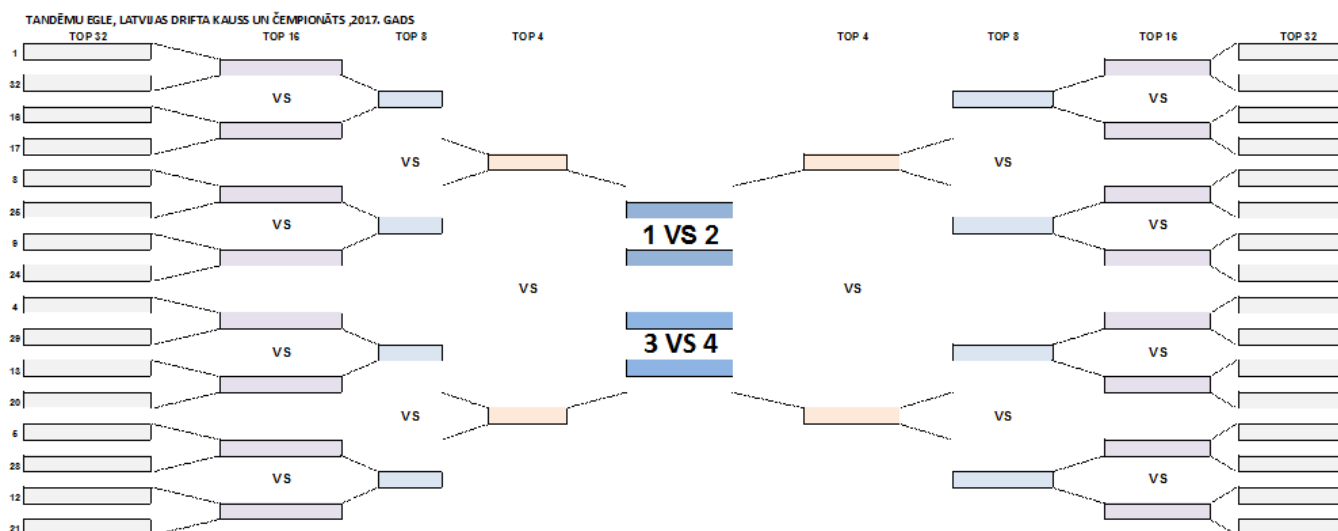 TANDĒMU EGLE, LATVIJAS DRIFTA KAUSS UN ČEMPIONĀTS ,2017. GADS
TOP 32 TOP 16 TOP 8 TOP 4 TOP 4 TOP 8 TOP 16 TOP 32
1
32
VS VS
16
17
VS VS
8
25
VS VS
9
1 VS 2
24
VS VS
4
29
3 VS 4
VS VS
13
20
VS VS
5
28
VS VS
12
21